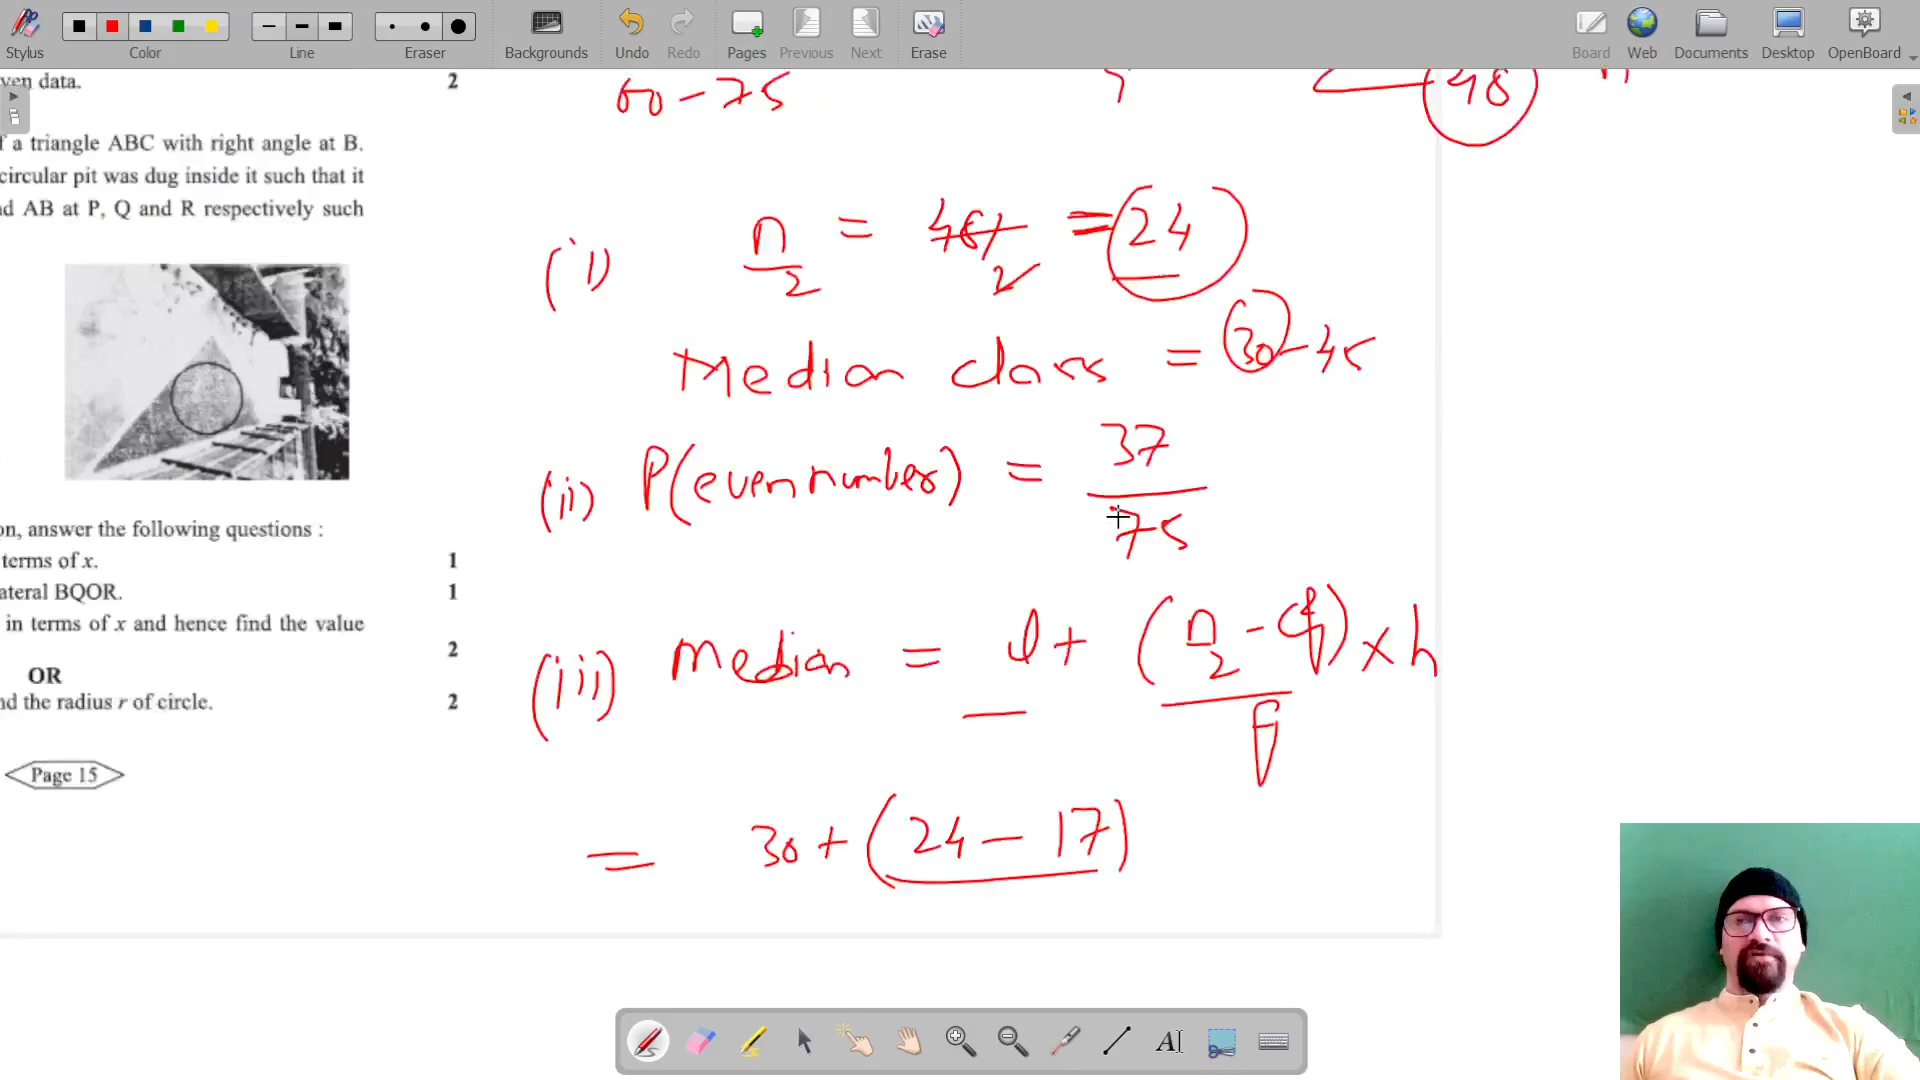 Stylus Color Line Eraser Backgrounds Undo Redo Pages Previous Next Erase Board Web Documents Desktop OpenBoard
ven data. 2
f a triangle ABC with right angle at B.
circular pit was dug inside it such that it
nd AB at P, Q and R respectively such
on, answer the following questions :
terms of x. 1
lateral BQOR. 1
in terms of x and hence find the value
2
OR
nd the radius r of circle. 2
Page 15
60 - 75 48
(i) n/2 = 48/2 = 24
Median class = 30 - 45
(ii) P(even number) = 37/75
(iii) Median = l + (n/2 - cf)/f × h
= 30 + (24 - 17)